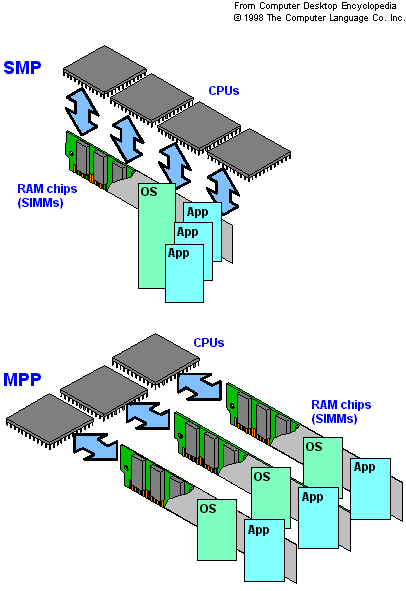 From Computer Desktop Encyclopedia
© 1998 The Computer Language Co. Inc.
SMP
CPUs
RAM chips
(SIMMs)
OS
App
App
App
CPUs
MPP
RAM chips
(SIMMs)
OS
App
OS
App
OS
App